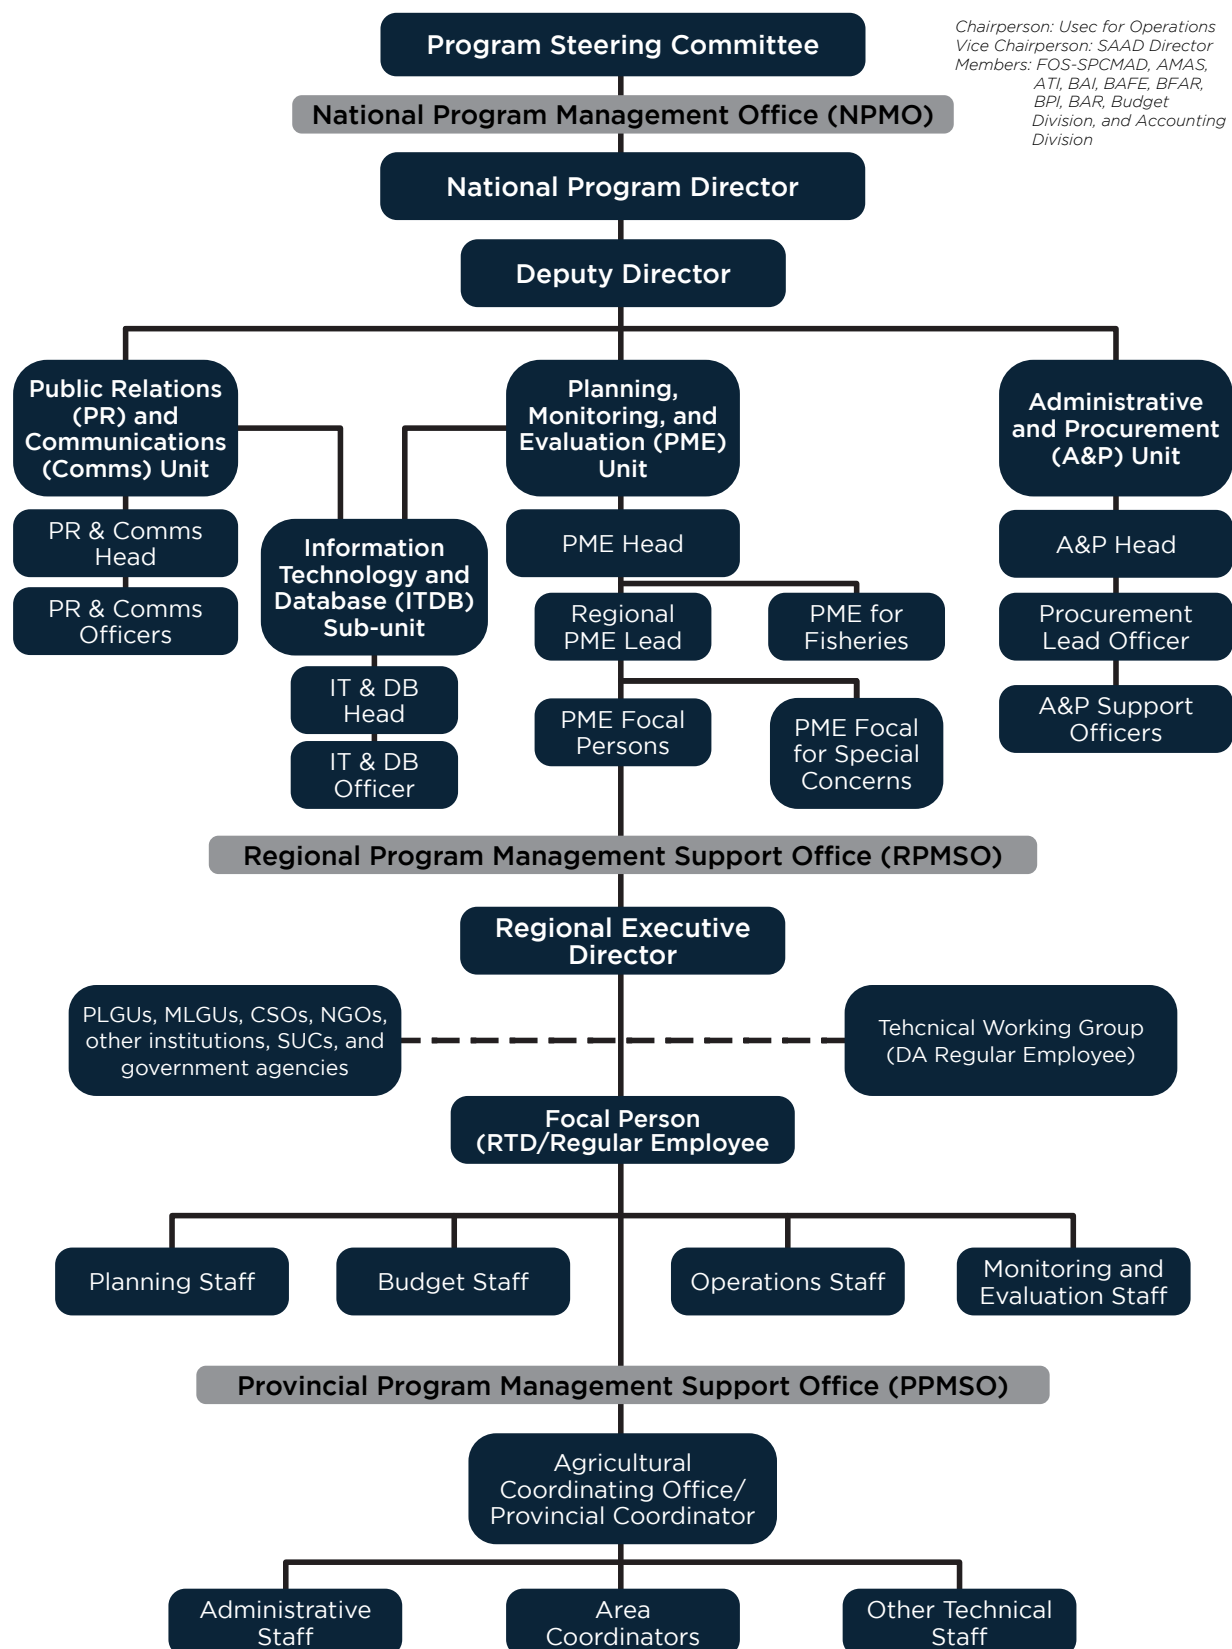 Program Steering Committee
Chairperson: Usec for Operations
Vice Chairperson: SAAD Director
Members: FOS-SPCMAD, AMAS,
ATI, BAI, BAFE, BFAR,
BPI, BAR, Budget
Division, and Accounting
Division
National Program Management Office (NPMO)
National Program Director
Deputy Director
Public Relations
(PR) and
Communications
(Comms) Unit
Planning,
Monitoring, and
Evaluation (PME)
Unit
Administrative
and Procurement
(A&P) Unit
PR & Comms
Head
PR & Comms
Officers
Information
Technology and
Database (ITDB)
Sub-unit
IT & DB
Head
IT & DB
Officer
PME Head
Regional
PME Lead
PME for
Fisheries
PME Focal
Persons
PME Focal
for Special
Concerns
A&P Head
Procurement
Lead Officer
A&P Support
Officers
Regional Program Management Support Office (RPMSO)
Regional Executive
Director
PLGUs, MLGUs, CSOs, NGOs,
other institutions, SUCs, and
government agencies
Tehcnical Working Group
(DA Regular Employee)
Focal Person
(RTD/Regular Employee
Planning Staff
Budget Staff
Operations Staff
Monitoring and
Evaluation Staff
Provincial Program Management Support Office (PPMSO)
Agricultural
Coordinating Office/
Provincial Coordinator
Administrative
Staff
Area
Coordinators
Other Technical
Staff